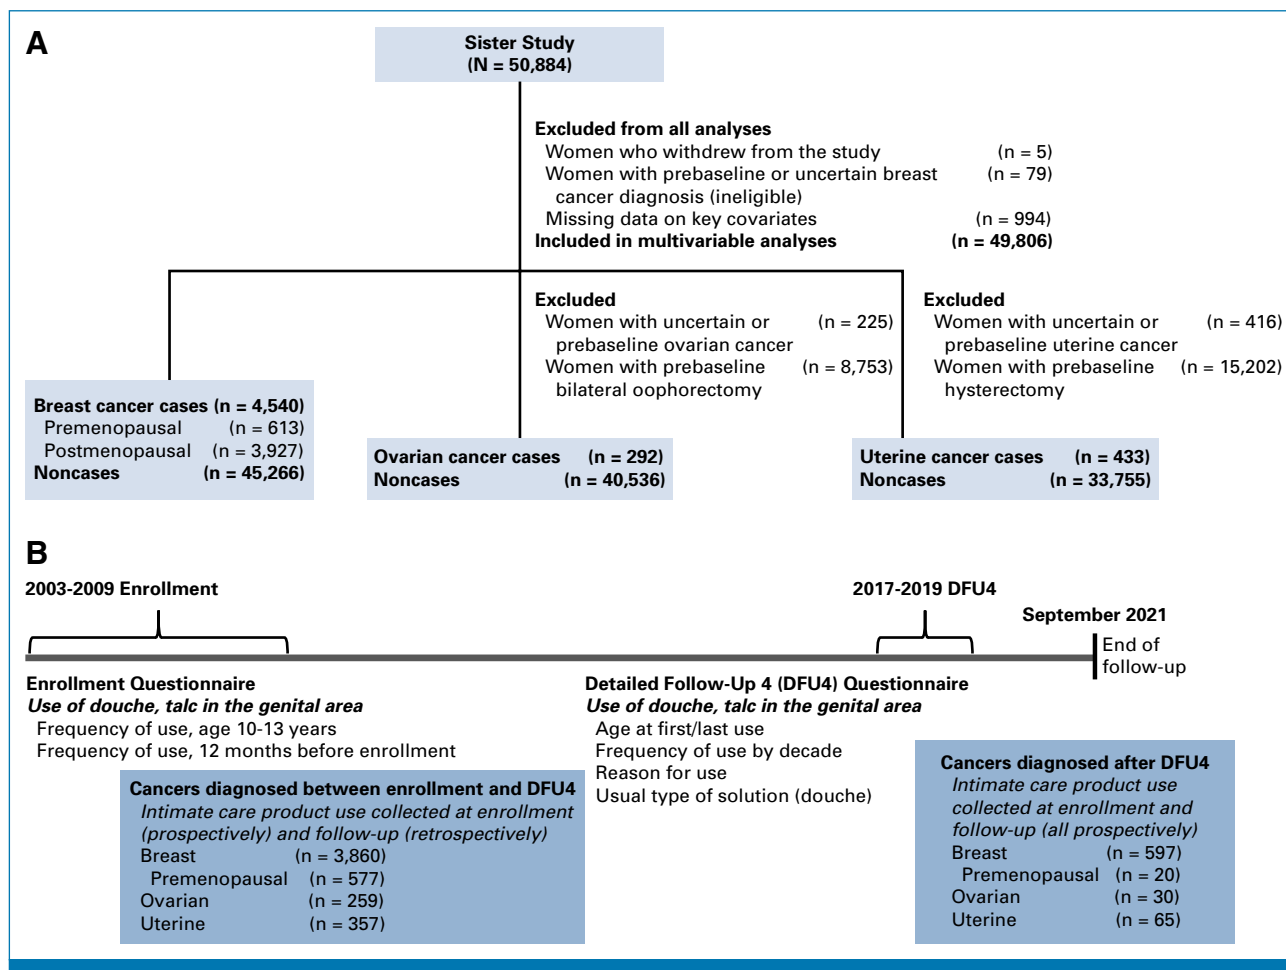 A
Sister Study
(N = 50,884)
Excluded from all analyses
Women who withdrew from the study (n = 5)
Women with prebaseline or uncertain breast (n = 79)
cancer diagnosis (ineligible)
Missing data on key covariates (n = 994)
Included in multivariable analyses (n = 49,806)
Excluded
Women with uncertain or (n = 225)
prebaseline ovarian cancer
Women with prebaseline (n = 8,753)
bilateral oophorectomy
Excluded
Women with uncertain or (n = 416)
prebaseline uterine cancer
Women with prebaseline (n = 15,202)
hysterectomy
Breast cancer cases (n = 4,540)
Premenopausal (n = 613)
Postmenopausal (n = 3,927)
Noncases (n = 45,266)
Ovarian cancer cases (n = 292)
Noncases (n = 40,536)
Uterine cancer cases (n = 433)
Noncases (n = 33,755)
B
2003-2009 Enrollment
2017-2019 DFU4
September 2021
End of
follow-up
Enrollment Questionnaire
Use of douche, talc in the genital area
Frequency of use, age 10-13 years
Frequency of use, 12 months before enrollment
Detailed Follow-Up 4 (DFU4) Questionnaire
Use of douche, talc in the genital area
Age at first/last use
Frequency of use by decade
Reason for use
Usual type of solution (douche)
Cancers diagnosed between enrollment and DFU4
Intimate care product use collected at enrollment
(prospectively) and follow-up (retrospectively)
Breast (n = 3,860)
Premenopausal (n = 577)
Ovarian (n = 259)
Uterine (n = 357)
Cancers diagnosed after DFU4
Intimate care product use
collected at enrollment and
follow-up (all prospectively)
Breast (n = 597)
Premenopausal (n = 20)
Ovarian (n = 30)
Uterine (n = 65)